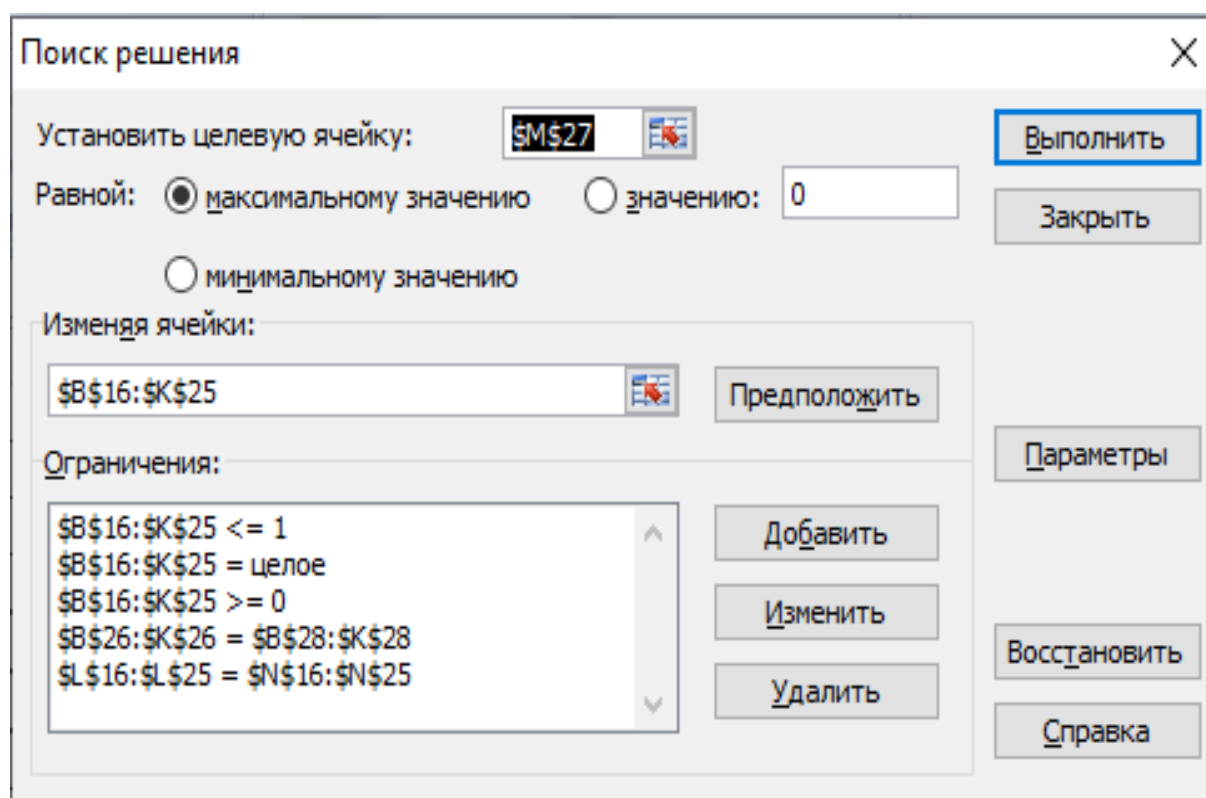 Поиск решения
Установить целевую ячейку: $M$27
Выполнить
Равной: максимальному значению значению: 0
Закрыть
минимальному значению
Изменяя ячейки:
$B$16:$K$25
Предположить
Ограничения:
Параметры
$B$16:$K$25 <= 1
$B$16:$K$25 = целое
$B$16:$K$25 >= 0
$B$26:$K$26 = $B$28:$K$28
$L$16:$L$25 = $N$16:$N$25
Добавить
Изменить
Удалить
Восстановить
Справка